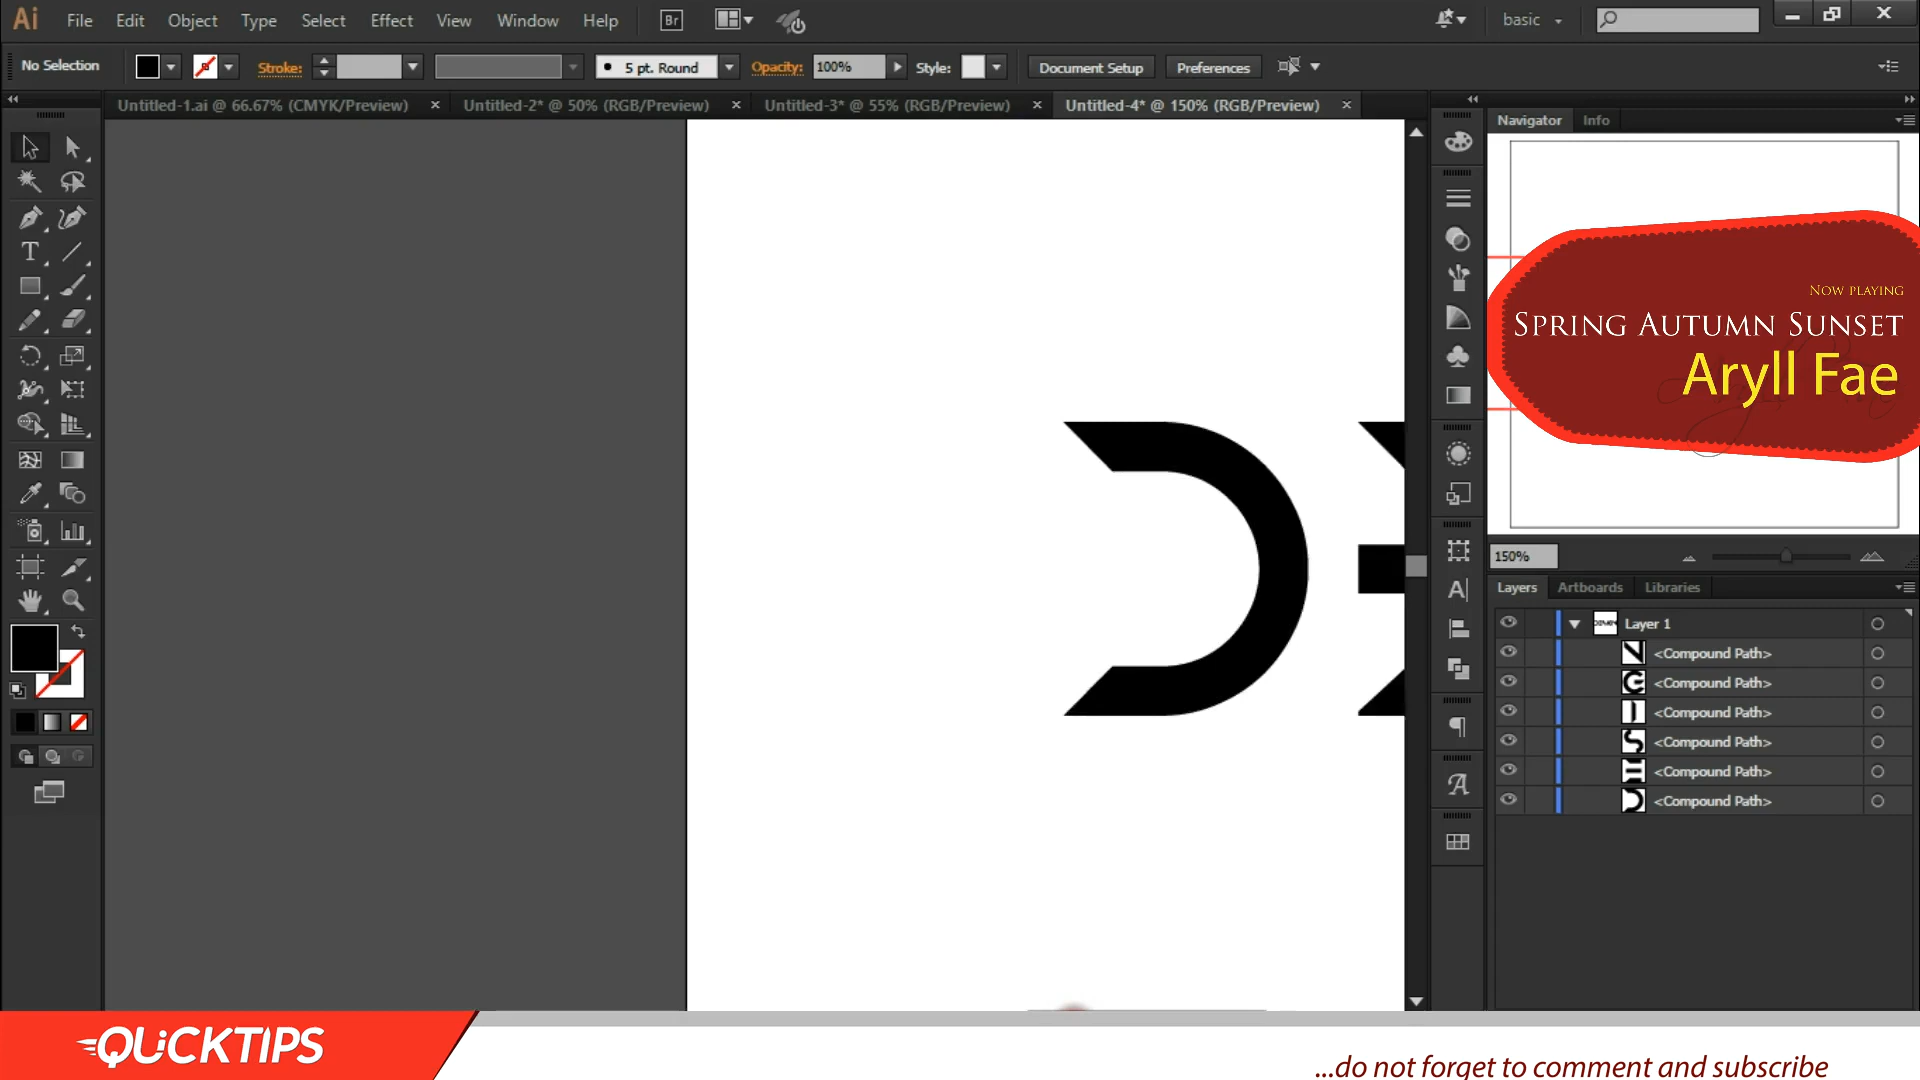 Ai File Edit Object Type Select Effect View Window Help Br basic
No Selection Stroke: 5 pt. Round Opacity: 100% Style: Document Setup Preferences
Untitled-1.ai @ 66.67% (CMYK/Preview) Untitled-2* @ 50% (RGB/Preview) Untitled-3* @ 55% (RGB/Preview) Untitled-4* @ 150% (RGB/Preview)
Navigator Info
Now playing
Spring Autumn Sunset
Aryll Fae
150%
Layers Artboards Libraries
Layer 1
<Compound Path>
<Compound Path>
<Compound Path>
<Compound Path>
<Compound Path>
<Compound Path>
QUICKTIPS
...do not forget to comment and subscribe